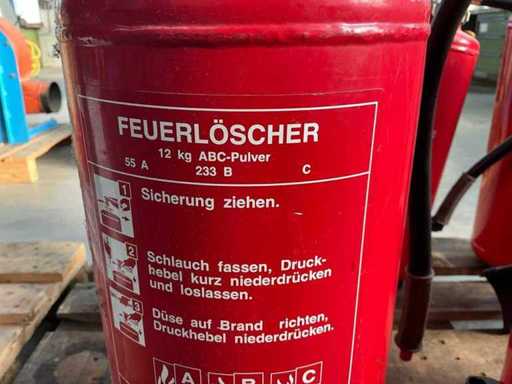 FEUERLÖSCHER
12 kg ABC-Pulver
55 A 233 B C
1 Sicherung ziehen.
2 Schlauch fassen, Druck-
hebel kurz niederdrücken
und loslassen.
3 Düse auf Brand richten,
Druckhebel niederdrücken.
A B C